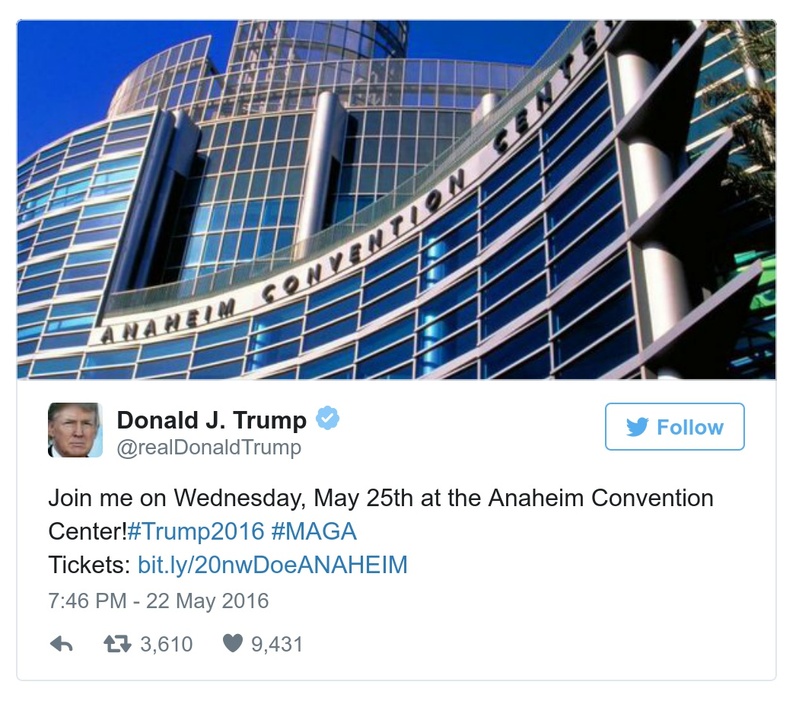 ANAHEIM CONVENTION CENTER
Donald J. Trump
@realDonaldTrump
Follow
Join me on Wednesday, May 25th at the Anaheim Convention
Center!#Trump2016 #MAGA
Tickets: bit.ly/20nwDoeANAHEIM
7:46 PM - 22 May 2016
3,610 9,431